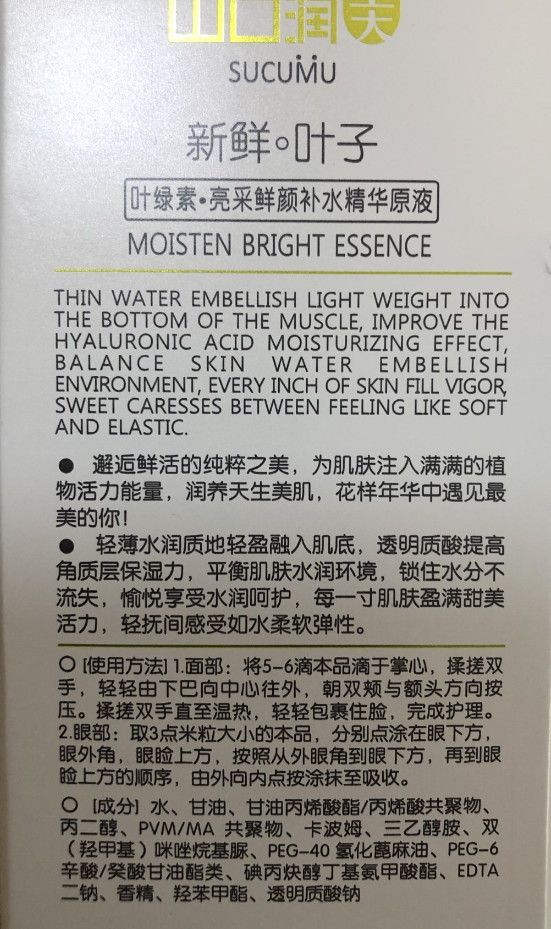 山口润夫
SUCUMU
新鲜。叶子
叶绿素•亮采鲜颜补水精华原液
MOISTEN BRIGHT ESSENCE
THIN WATER EMBELLISH LIGHT WEIGHT INTO
THE BOTTOM OF THE MUSCLE, IMPROVE THE
HYALURONIC ACID MOISTURIZING EFFECT,
BALANCE SKIN WATER EMBELLISH
ENVIRONMENT, EVERY INCH OF SKIN FILL VIGOR,
SWEET CARESSES BETWEEN FEELING LIKE SOFT
AND ELASTIC.
● 邂逅鲜活的纯粹之美，为肌肤注入满满的植
物活力能量，润养天生美肌，花样年华中遇见最
美的你！
● 轻薄水润质地轻盈融入肌底，透明质酸提高
角质层保湿力，平衡肌肤水润环境，锁住水分不
流失，愉悦享受水润呵护，每一寸肌肤盈满甜美
活力，轻抚间感受如水柔软弹性。
○ [使用方法] 1.面部：将5-6滴本品滴于掌心，揉搓双
手，轻轻由下巴向中心往外，朝双颊与额头方向按
压。揉搓双手直至温热，轻轻包裹住脸，完成护理。
2.眼部：取3点米粒大小的本品，分别点涂在眼下方，
眼外角，眼睑上方，按照从外眼角到眼下方，再到眼
睑上方的顺序，由外向内点按涂抹至吸收。
○ [成分] 水、甘油、甘油丙烯酸酯/丙烯酸共聚物、
丙二醇、PVM/MA 共聚物、卡波姆、三乙醇胺、双
（羟甲基）咪唑烷基脲、PEG-40 氢化蓖麻油、PEG-6
辛酸/癸酸甘油酯类、碘丙炔醇丁基氨甲酸酯、EDTA
二钠、香精、羟苯甲酯、透明质酸钠